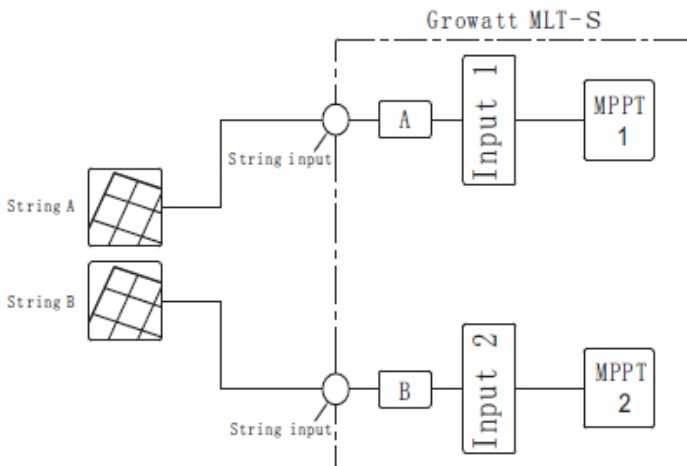 Growatt MLT-S
A
Input 1
MPPT
1
String input
String A
String B
B
Input 2
MPPT
2
String input